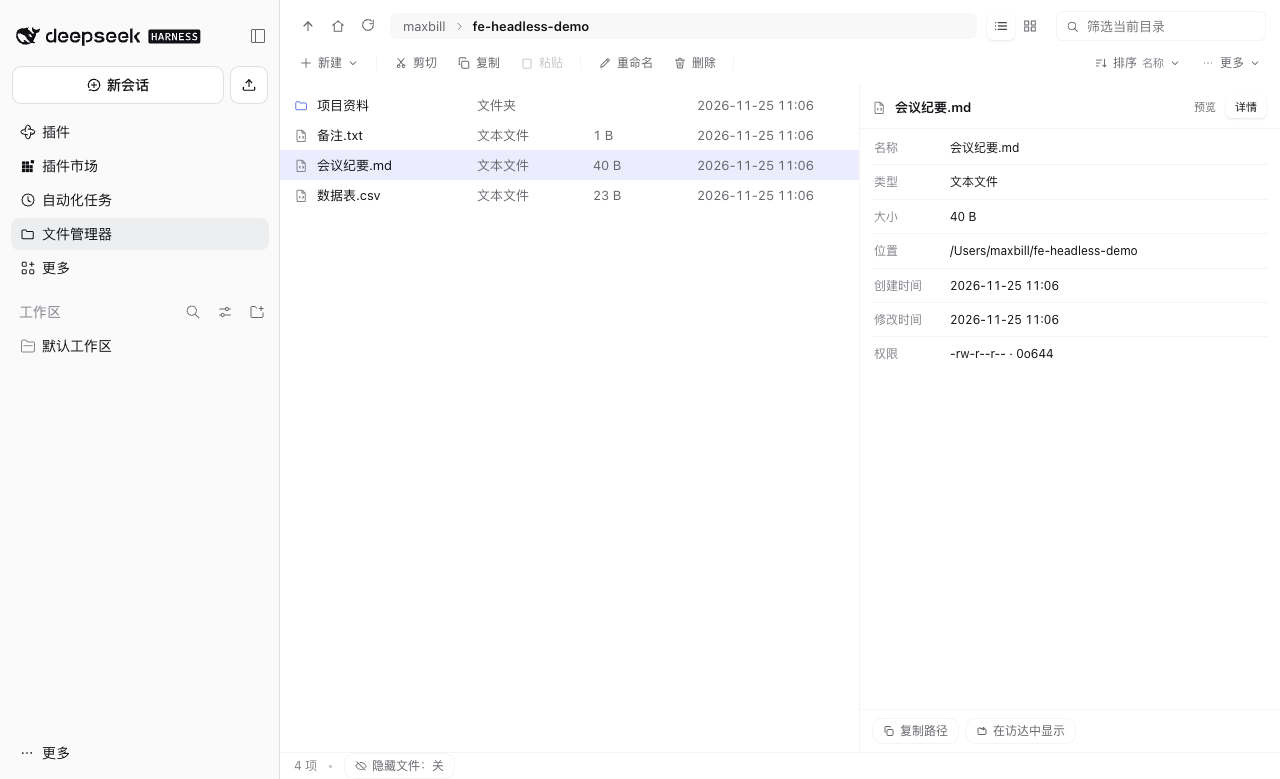 deepseek HARNESS
新会话
插件
插件市场
自动化任务
文件管理器
更多
工作区
默认工作区
更多
maxbill fe-headless-demo
筛选当前目录
新建 剪切 复制 粘贴 重命名 删除 排序 名称 更多
项目资料 文件夹 2026-11-25 11:06
备注.txt 文本文件 1 B 2026-11-25 11:06
会议纪要.md 文本文件 40 B 2026-11-25 11:06
数据表.csv 文本文件 23 B 2026-11-25 11:06
会议纪要.md 预览 详情
名称 会议纪要.md
类型 文本文件
大小 40 B
位置 /Users/maxbill/fe-headless-demo
创建时间 2026-11-25 11:06
修改时间 2026-11-25 11:06
权限 -rw-r--r-- · 0o644
复制路径 在访达中显示
4 项 • 隐藏文件：关